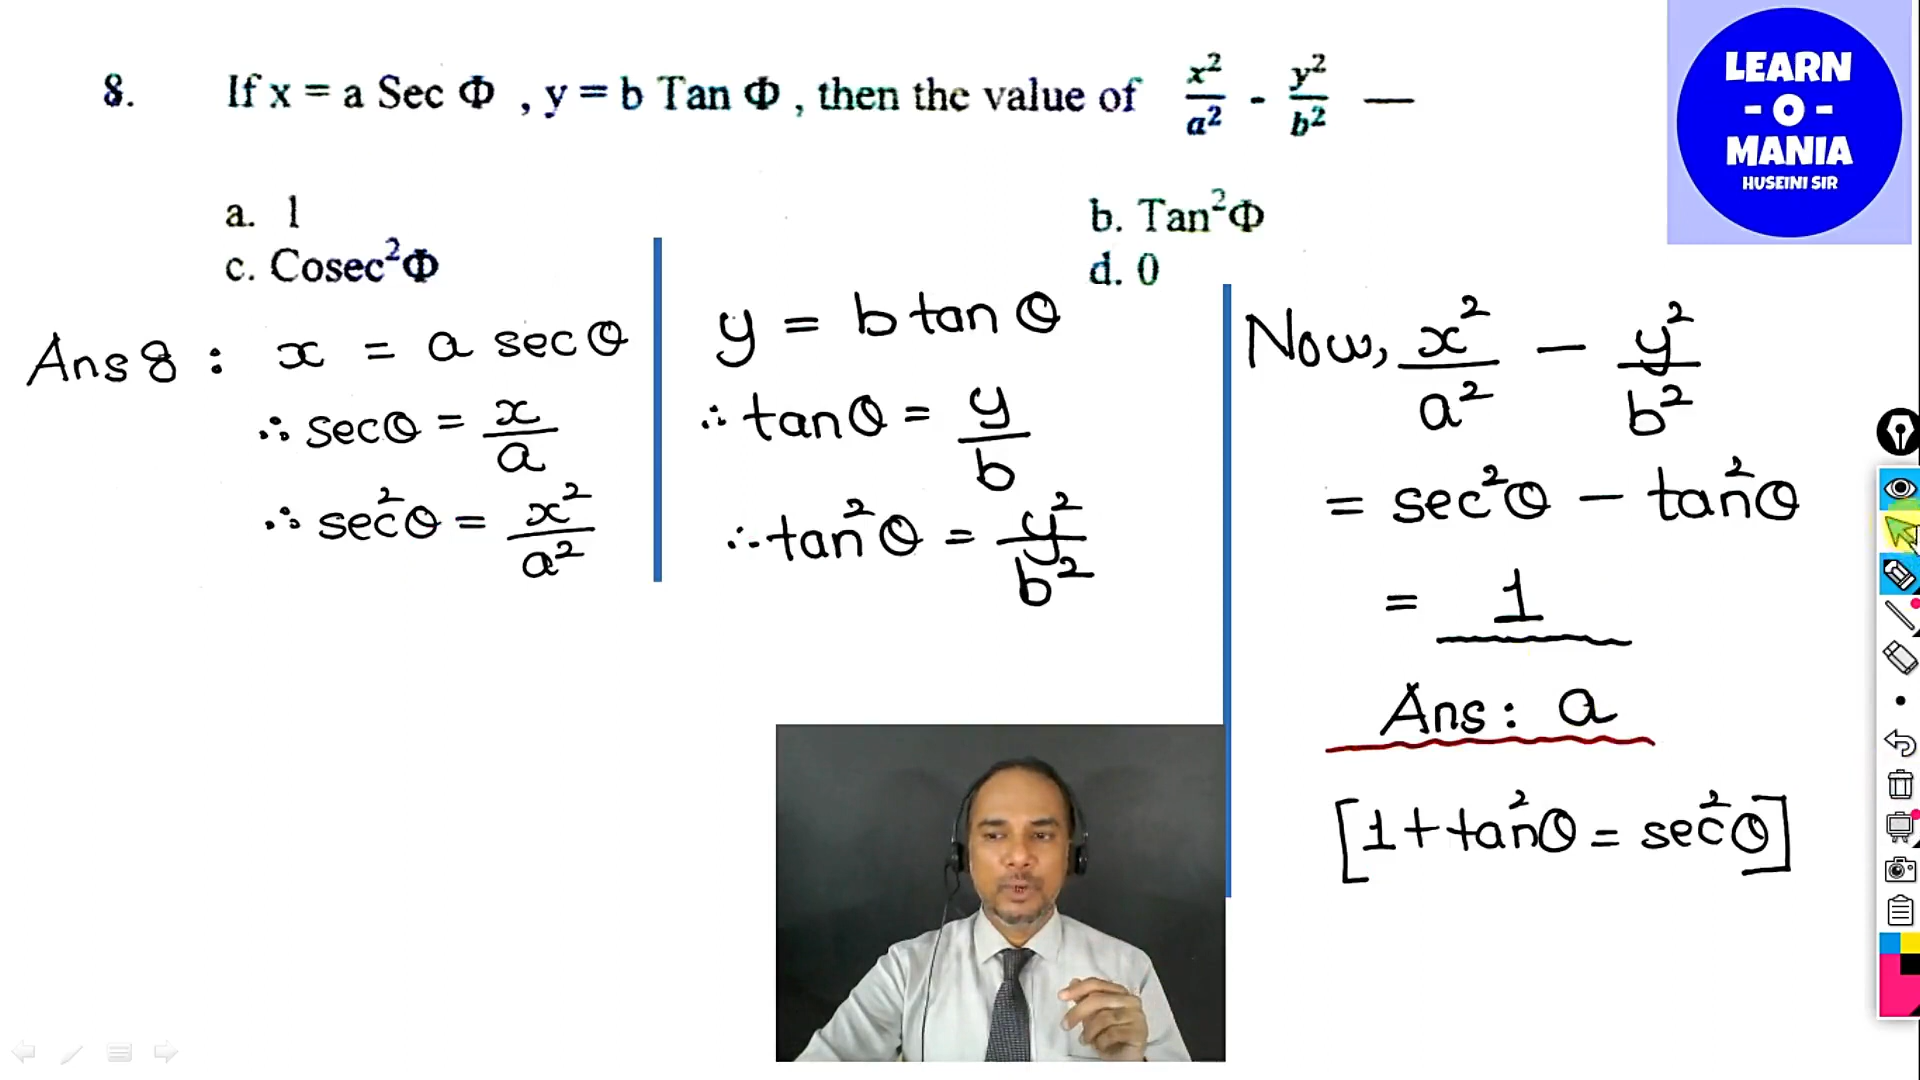 8. If x = a Sec Φ , y = b Tan Φ , then the value of x²/a² - y²/b² —
a. 1
b. Tan²Φ
c. Cosec²Φ
d. 0
Ans 8 : x = a sec θ
∴ sec θ = x/a
∴ sec²θ = x²/a²
y = b tan θ
∴ tan θ = y/b
∴ tan²θ = y²/b²
Now, x²/a² − y²/b²
= sec²θ − tan²θ
= 1
Ans : a
[1 + tan²θ = sec²θ]
LEARN
- O -
MANIA
HUSEINI SIR